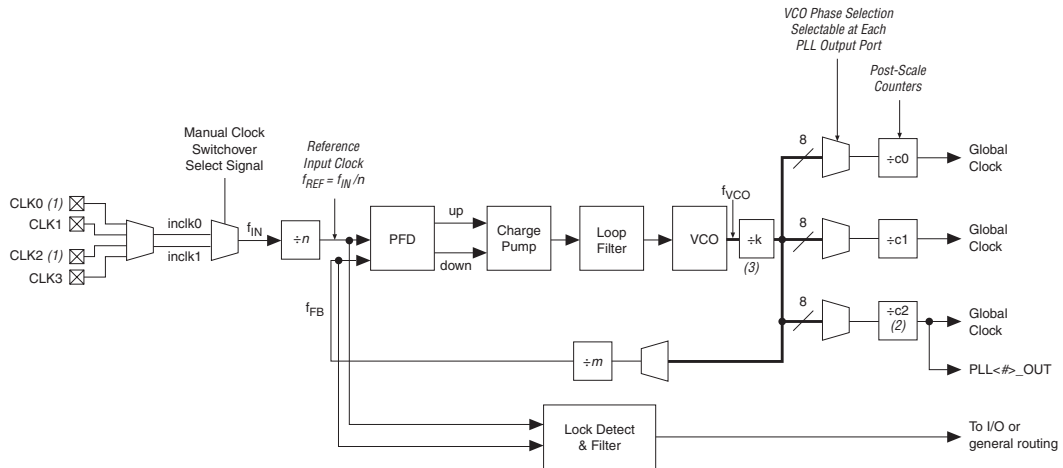 VCO Phase Selection
Selectable at Each
PLL Output Port
Post-Scale
Counters
Manual Clock
Switchover
Select Signal
Reference
Input Clock
fREF = fIN/n
CLK0 (1)
CLK1
CLK2 (1)
CLK3
inclk0
inclk1
fIN
÷n
PFD
up
down
Charge
Pump
Loop
Filter
VCO
fVCO
÷k
(3)
8
÷c0
Global
Clock
8
÷c1
Global
Clock
8
÷c2
(2)
Global
Clock
PLL<#>_OUT
fFB
÷m
Lock Detect
& Filter
To I/O or
general routing